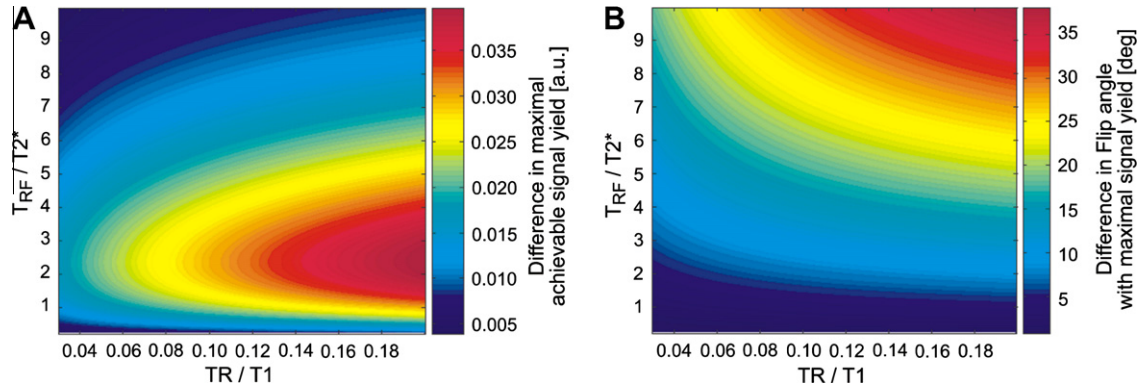 A
9
8
7
6
5
4
3
2
1
T_RF / T2*
0.04 0.06 0.08 0.10 0.12 0.14 0.16 0.18
TR / T1
0.035
0.030
0.025
0.020
0.015
0.010
0.005
Difference in maximal
achievable signal yield [a.u.]
B
9
8
7
6
5
4
3
2
1
T_RF / T2*
0.04 0.06 0.08 0.10 0.12 0.14 0.16 0.18
TR / T1
35
30
25
20
15
10
5
Difference in Flip angle
with maximal signal yield [deg]